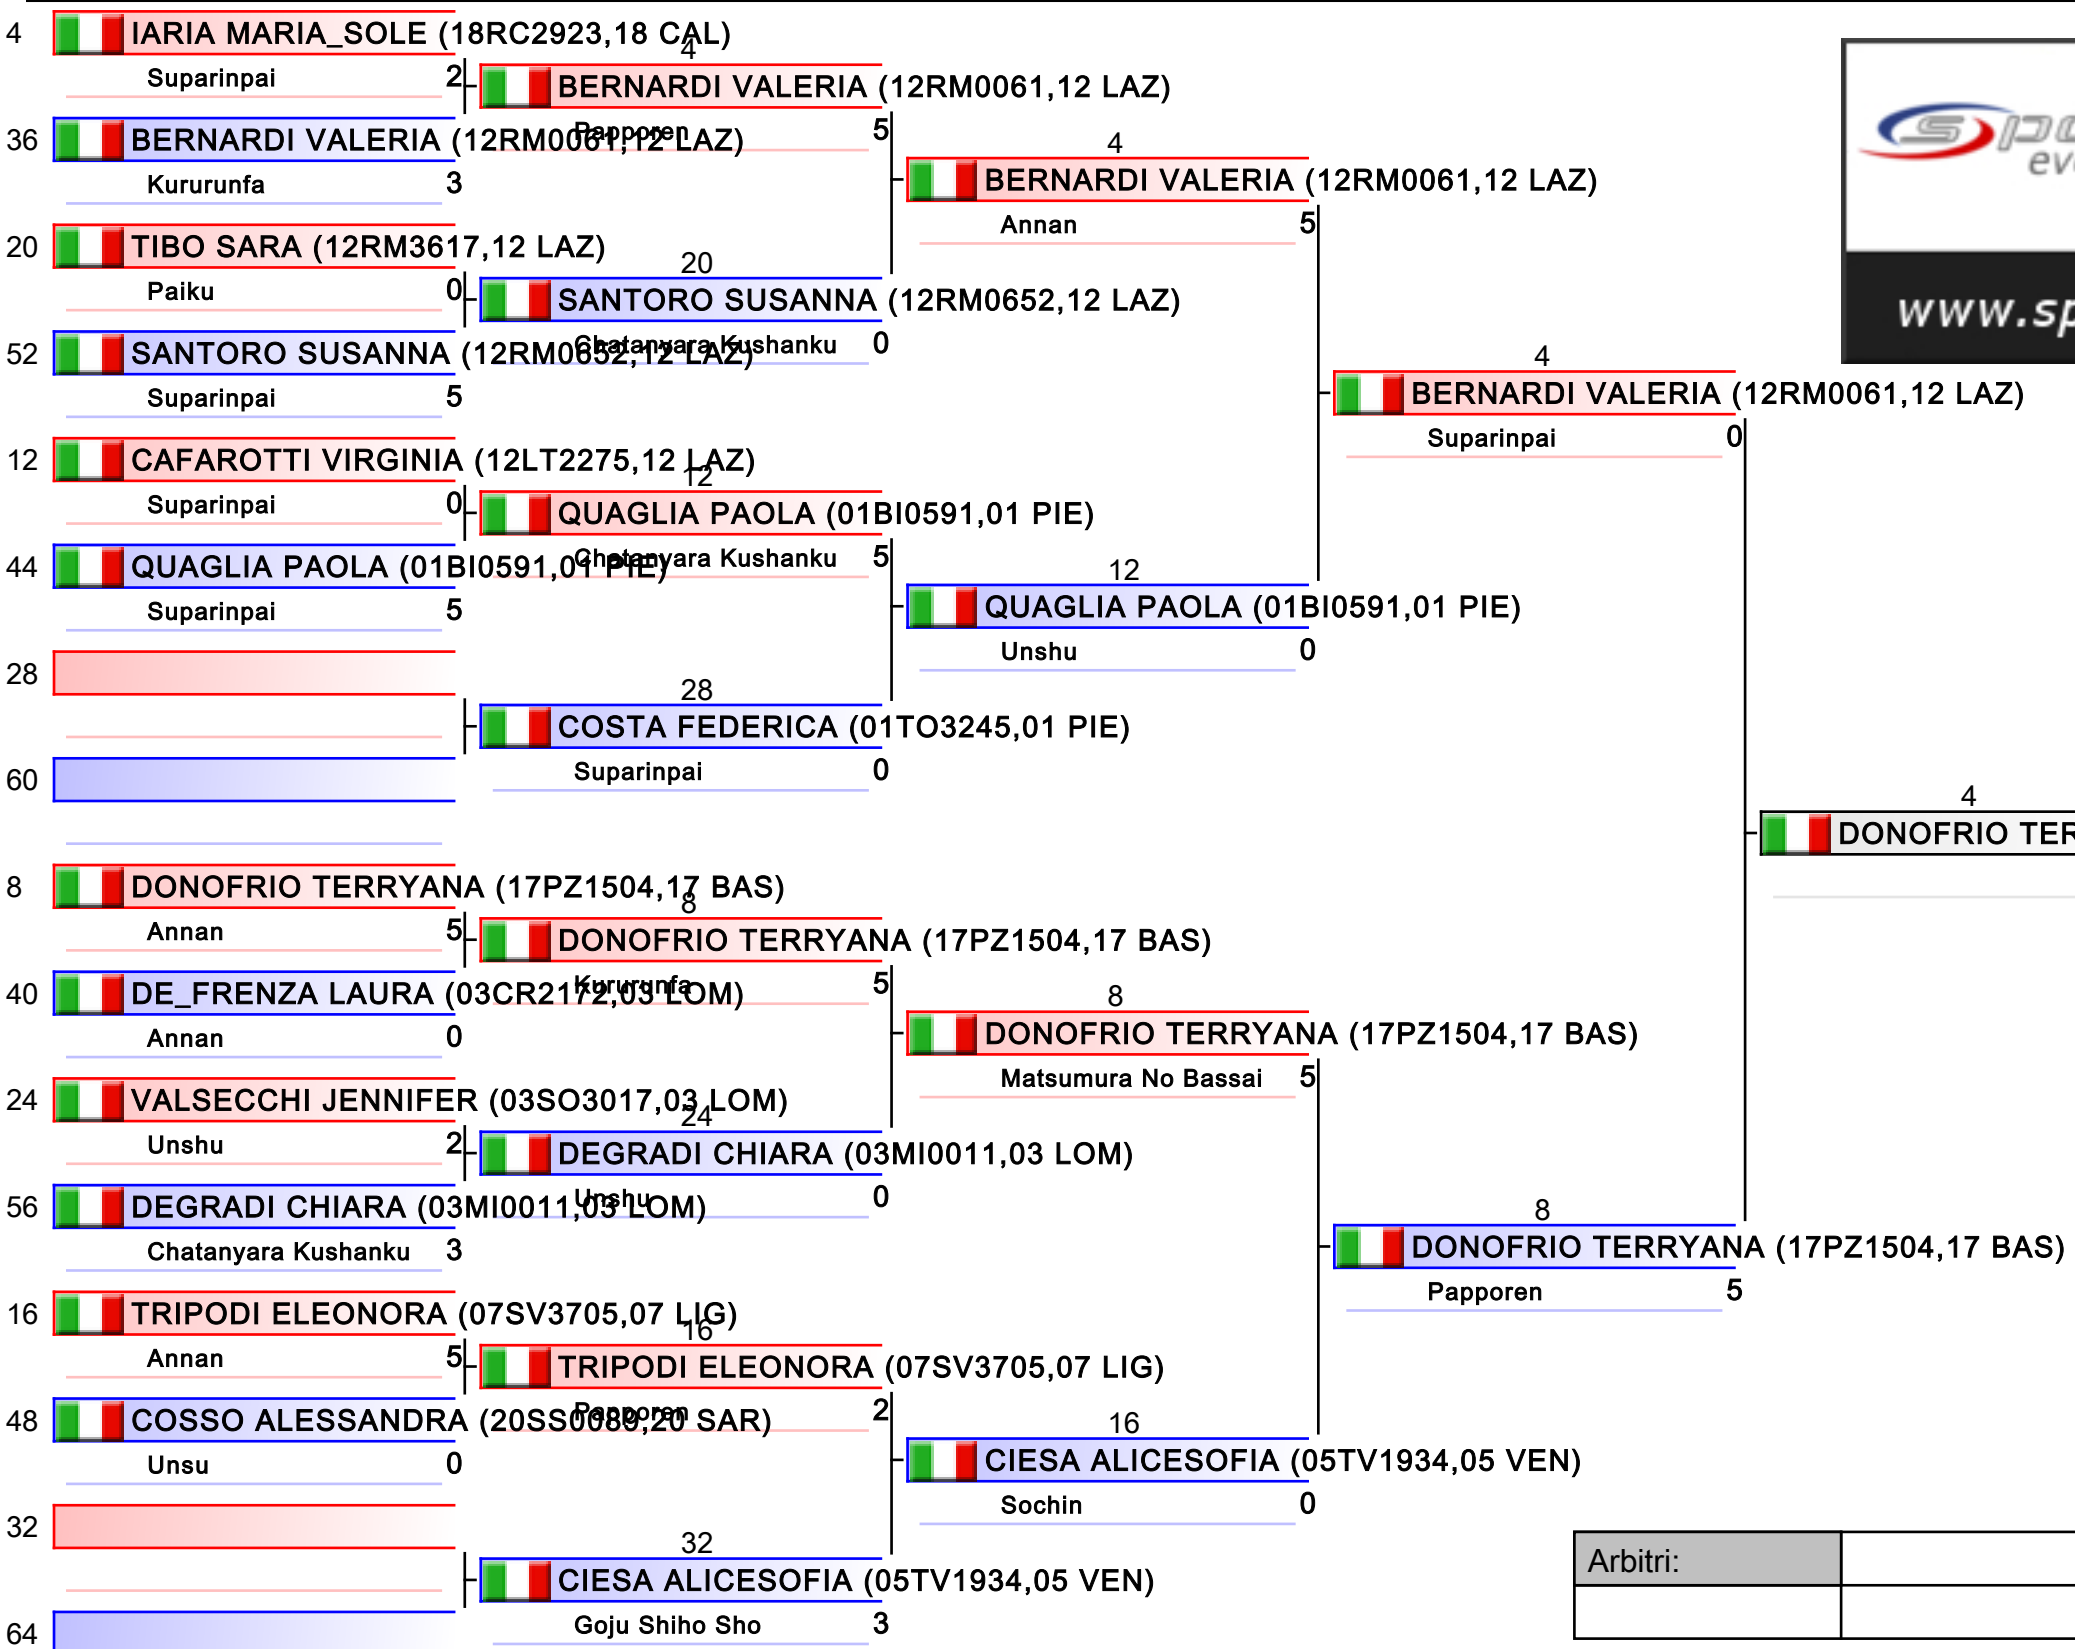 4 IARIA MARIA_SOLE (18RC2923,18 CAL)
Suparinpai 2
36 BERNARDI VALERIA (12RM0061,12 LAZ)
Kururunfa 3
20 TIBO SARA (12RM3617,12 LAZ)
Paiku 0
52 SANTORO SUSANNA (12RM0652,12 LAZ)
Suparinpai 5
12 CAFAROTTI VIRGINIA (12LT2275,12 LAZ)
Suparinpai 0
44 QUAGLIA PAOLA (01BI0591,01 PIE)
Suparinpai 5
28
60
8 DONOFRIO TERRYANA (17PZ1504,17 BAS)
Annan 5
40 DE_FRENZA LAURA (03CR2172,03 LOM)
Annan 0
24 VALSECCHI JENNIFER (03SO3017,03 LOM)
Unshu 2
56 DEGRADI CHIARA (03MI0011,03 LOM)
Chatanyara Kushanku 3
16 TRIPODI ELEONORA (07SV3705,07 LIG)
Annan 5
48 COSSO ALESSANDRA (20SS0089,20 SAR)
Unsu 0
32
64
4
BERNARDI VALERIA (12RM0061,12 LAZ)
Papporen 5
20
SANTORO SUSANNA (12RM0652,12 LAZ)
Chatanyara Kushanku 0
12
QUAGLIA PAOLA (01BI0591,01 PIE)
Chatanyara Kushanku 5
28
COSTA FEDERICA (01TO3245,01 PIE)
Suparinpai 0
8
DONOFRIO TERRYANA (17PZ1504,17 BAS)
Kururunfa 5
24
DEGRADI CHIARA (03MI0011,03 LOM)
Unshu 0
16
TRIPODI ELEONORA (07SV3705,07 LIG)
Papporen 2
32
CIESA ALICESOFIA (05TV1934,05 VEN)
Goju Shiho Sho 3
4
BERNARDI VALERIA (12RM0061,12 LAZ)
Annan 5
12
QUAGLIA PAOLA (01BI0591,01 PIE)
Unshu 0
8
DONOFRIO TERRYANA (17PZ1504,17 BAS)
Matsumura No Bassai 5
16
CIESA ALICESOFIA (05TV1934,05 VEN)
Sochin 0
4
BERNARDI VALERIA (12RM0061,12 LAZ)
Suparinpai 0
8
DONOFRIO TERRYANA (17PZ1504,17 BAS)
Papporen 5
4
DONOFRIO TER
www.sp
Arbitri: